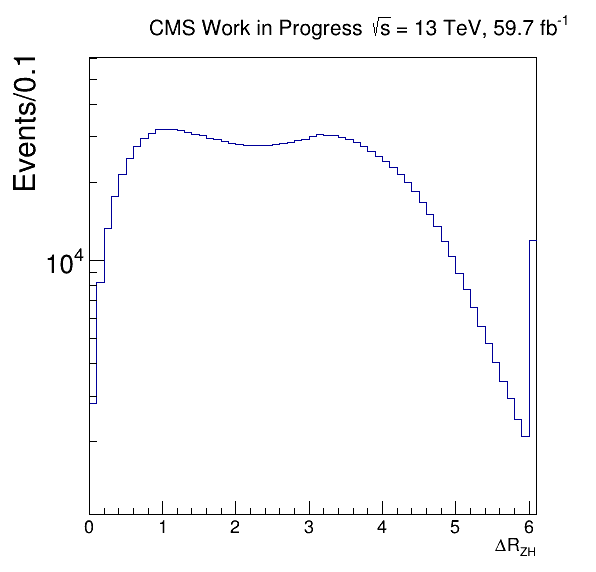 CMS Work in Progress √s = 13 TeV, 59.7 fb⁻¹
Events/0.1
10⁴
0 1 2 3 4 5 6
ΔR_ZH